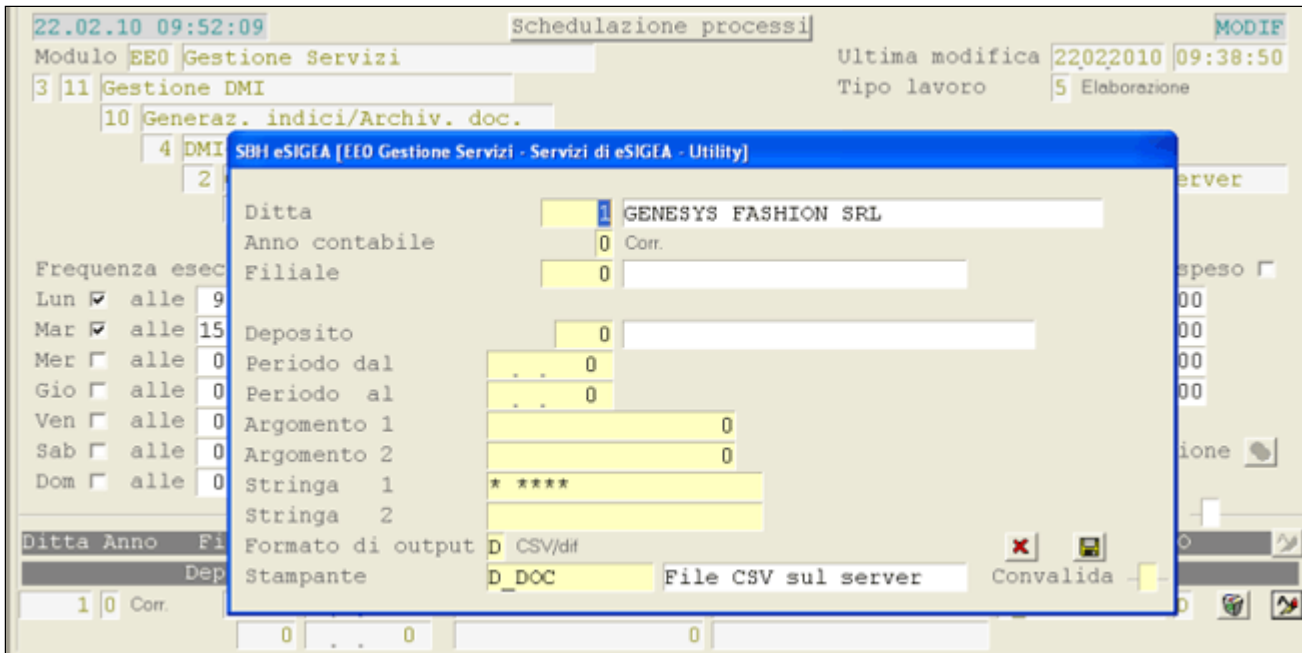 22.02.10 09:52:09 Schedulazione processi MODIF
Modulo EE0 Gestione Servizi Ultima modifica 22022010 09:38:50
3 11 Gestione DMI Tipo lavoro 5 Elaborazione
10 Generaz. indici/Archiv. doc.
4 DMI
SBH eSIGEA [EE0 Gestione Servizi - Servizi di eSIGEA - Utility]
2 erver
Ditta 1 GENESYS FASHION SRL
Anno contabile 0 Corr.
Frequenza esec Filiale 0 speso
Lun alle 9 00
Mar alle 15 Deposito 0 00
Mer alle 0 Periodo dal . . 0 00
Gio alle 0 Periodo al . . 0 00
Ven alle 0 Argomento 1 0
Sab alle 0 Argomento 2 0 ione
Dom alle 0 Stringa 1 * ****
Stringa 2
Ditta Anno Fi Formato di output D CSV/dif O
Dep Stampante D_DOC File CSV sul server Convalida
1 0 Corr.
0 . . 0 0